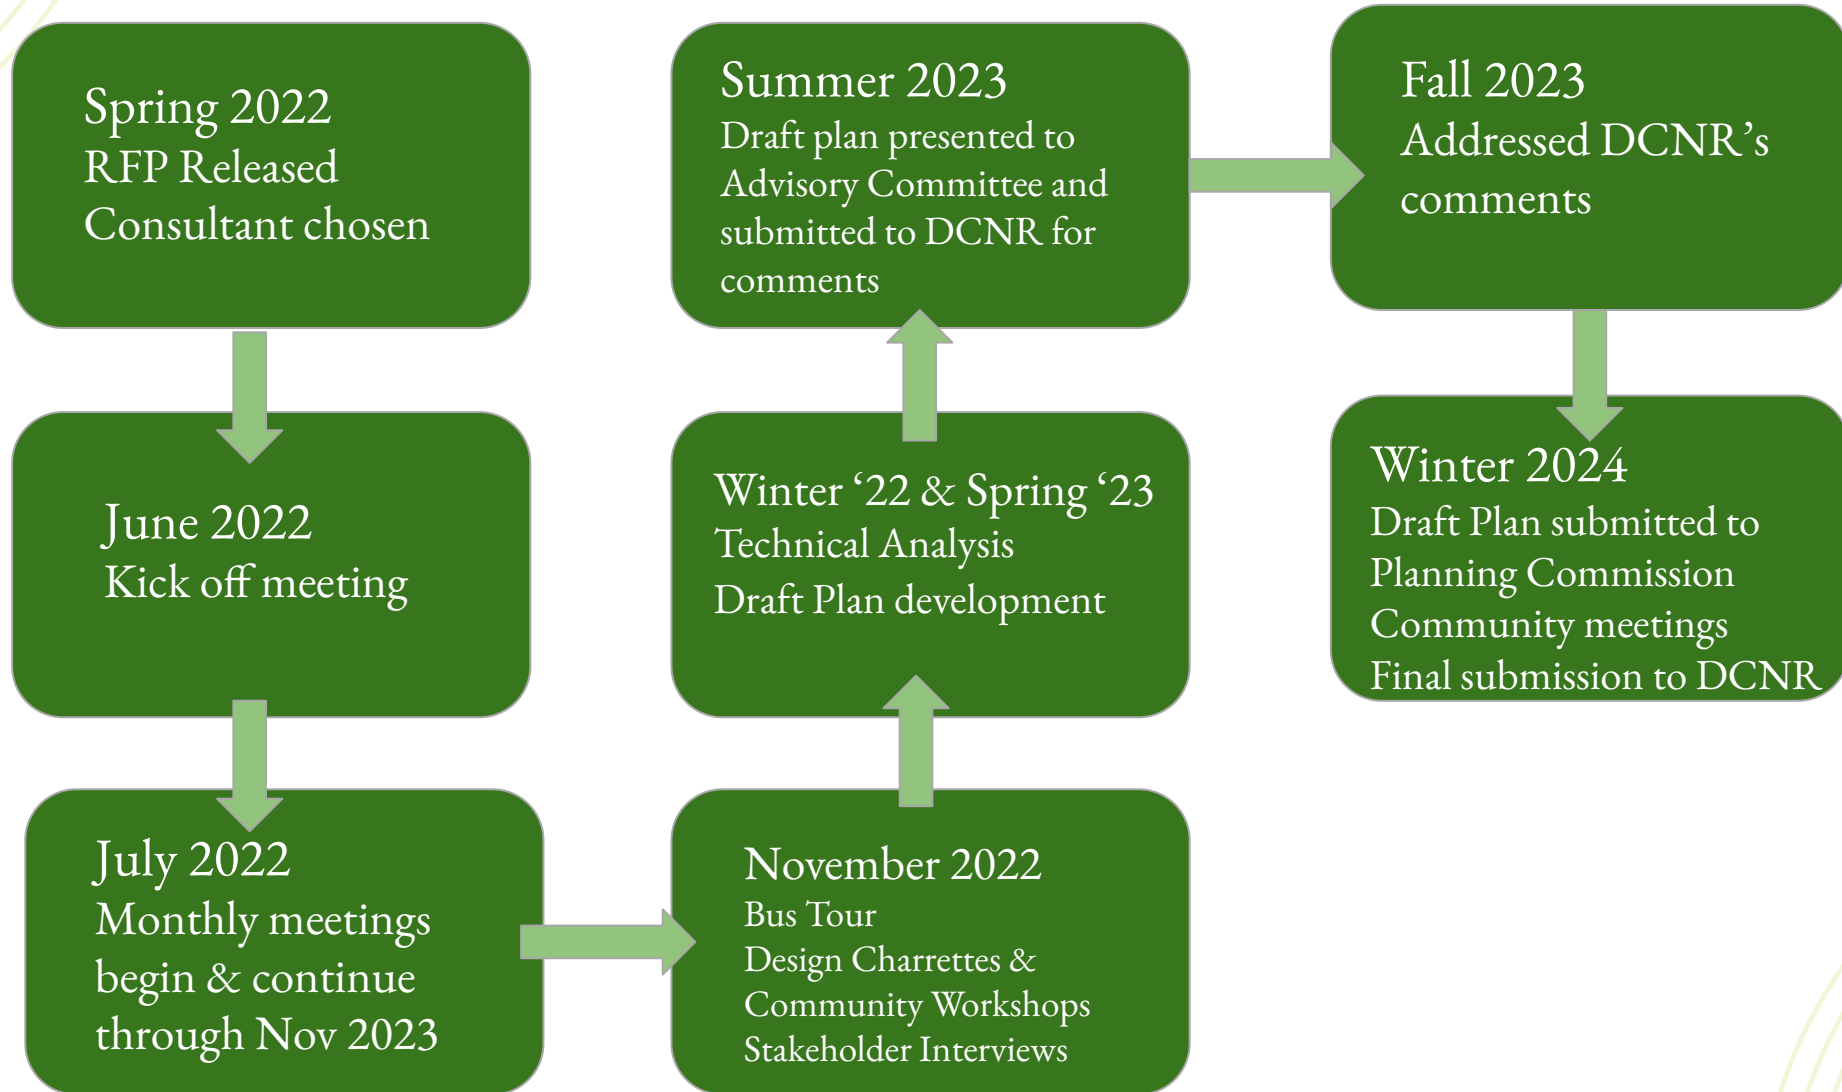 Spring 2022
RFP Released
Consultant chosen
June 2022
Kick off meeting
July 2022
Monthly meetings
begin & continue
through Nov 2023
November 2022
Bus Tour
Design Charrettes &
Community Workshops
Stakeholder Interviews
Winter ‘22 & Spring ‘23
Technical Analysis
Draft Plan development
Summer 2023
Draft plan presented to
Advisory Committee and
submitted to DCNR for
comments
Fall 2023
Addressed DCNR’s
comments
Winter 2024
Draft Plan submitted to
Planning Commission
Community meetings
Final submission to DCNR